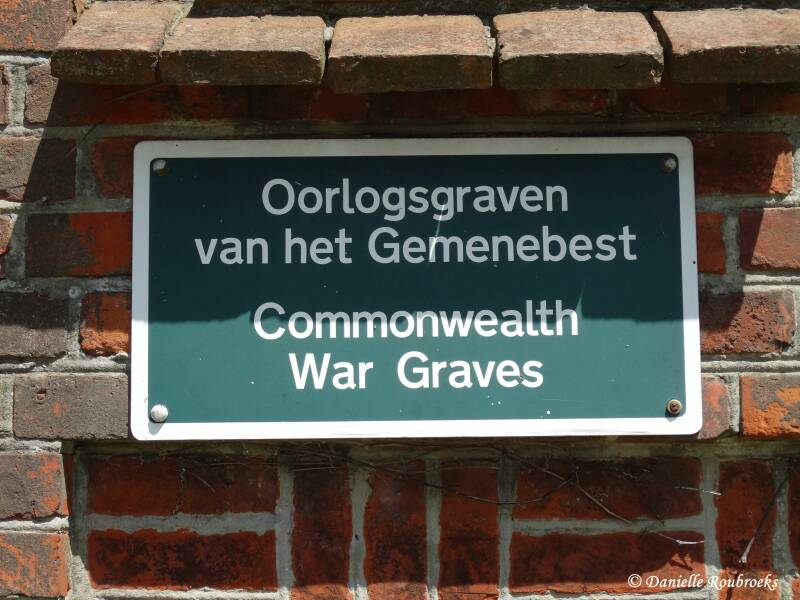 Oorlogsgraven
van het Gemenebest
Commonwealth
War Graves
© Danielle Roubroeks